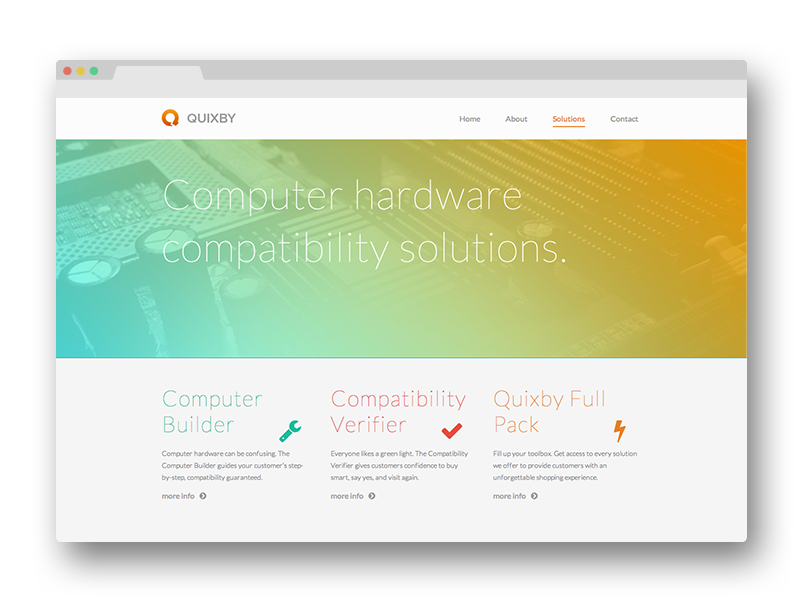 QUIXBY
Home About Solutions Contact
Computer hardware
compatibility solutions.
Computer
Builder
Computer hardware can be confusing. The
Computer Builder guides your customer's step-
by-step, compatibility guaranteed.
more info
Compatibility
Verifier
Everyone likes a green light. The Compatibility
Verifier gives customers confidence to buy
smart, say yes, and visit again.
more info
Quixby Full
Pack
Fill up your toolbox. Get access to every solution
we offer to provide customers with an
unforgettable shopping experience.
more info